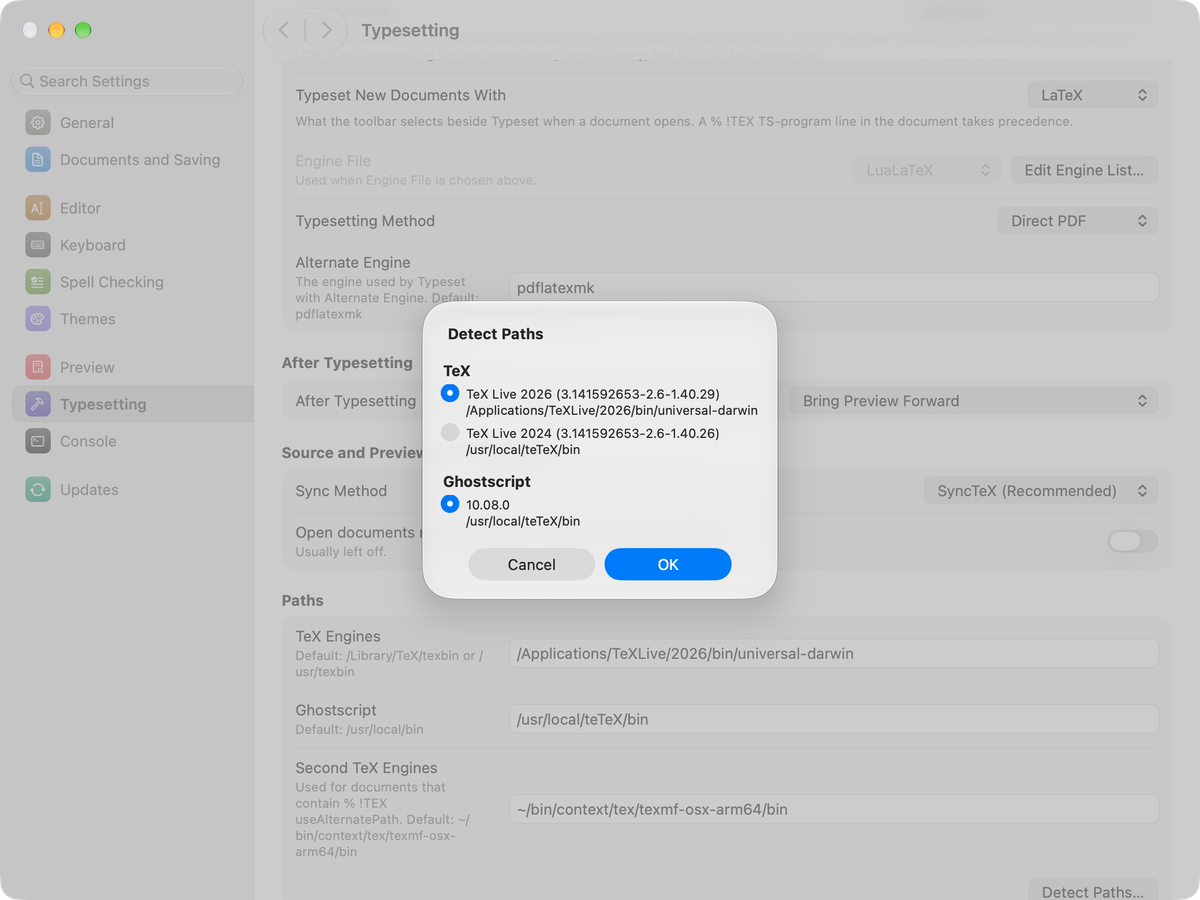 Typesetting
Search Settings
General
Documents and Saving
Editor
Keyboard
Spell Checking
Themes
Preview
Typesetting
Console
Updates
Typeset New Documents With
LaTeX
What the toolbar selects beside Typeset when a document opens. A % !TEX TS-program line in the document takes precedence.
Engine File
Used when Engine File is chosen above.
LuaLaTeX
Edit Engine List...
Typesetting Method
Direct PDF
Alternate Engine
The engine used by Typeset
with Alternate Engine. Default:
pdflatexmk
pdflatexmk
After Typesetting
After Typesetting
Bring Preview Forward
Source and Preview
Sync Method
SyncTeX (Recommended)
Open documents
Usually left off.
Detect Paths
TeX
TeX Live 2026 (3.141592653-2.6-1.40.29)
/Applications/TeXLive/2026/bin/universal-darwin
TeX Live 2024 (3.141592653-2.6-1.40.26)
/usr/local/teTeX/bin
Ghostscript
10.08.0
/usr/local/teTeX/bin
Cancel
OK
Paths
TeX Engines
Default: /Library/TeX/texbin or /
usr/texbin
/Applications/TeXLive/2026/bin/universal-darwin
Ghostscript
Default: /usr/local/bin
/usr/local/teTeX/bin
Second TeX Engines
Used for documents that
contain % !TEX
useAlternatePath. Default: ~/
bin/context/tex/texmf-osx-
arm64/bin
~/bin/context/tex/texmf-osx-arm64/bin
Detect Paths...